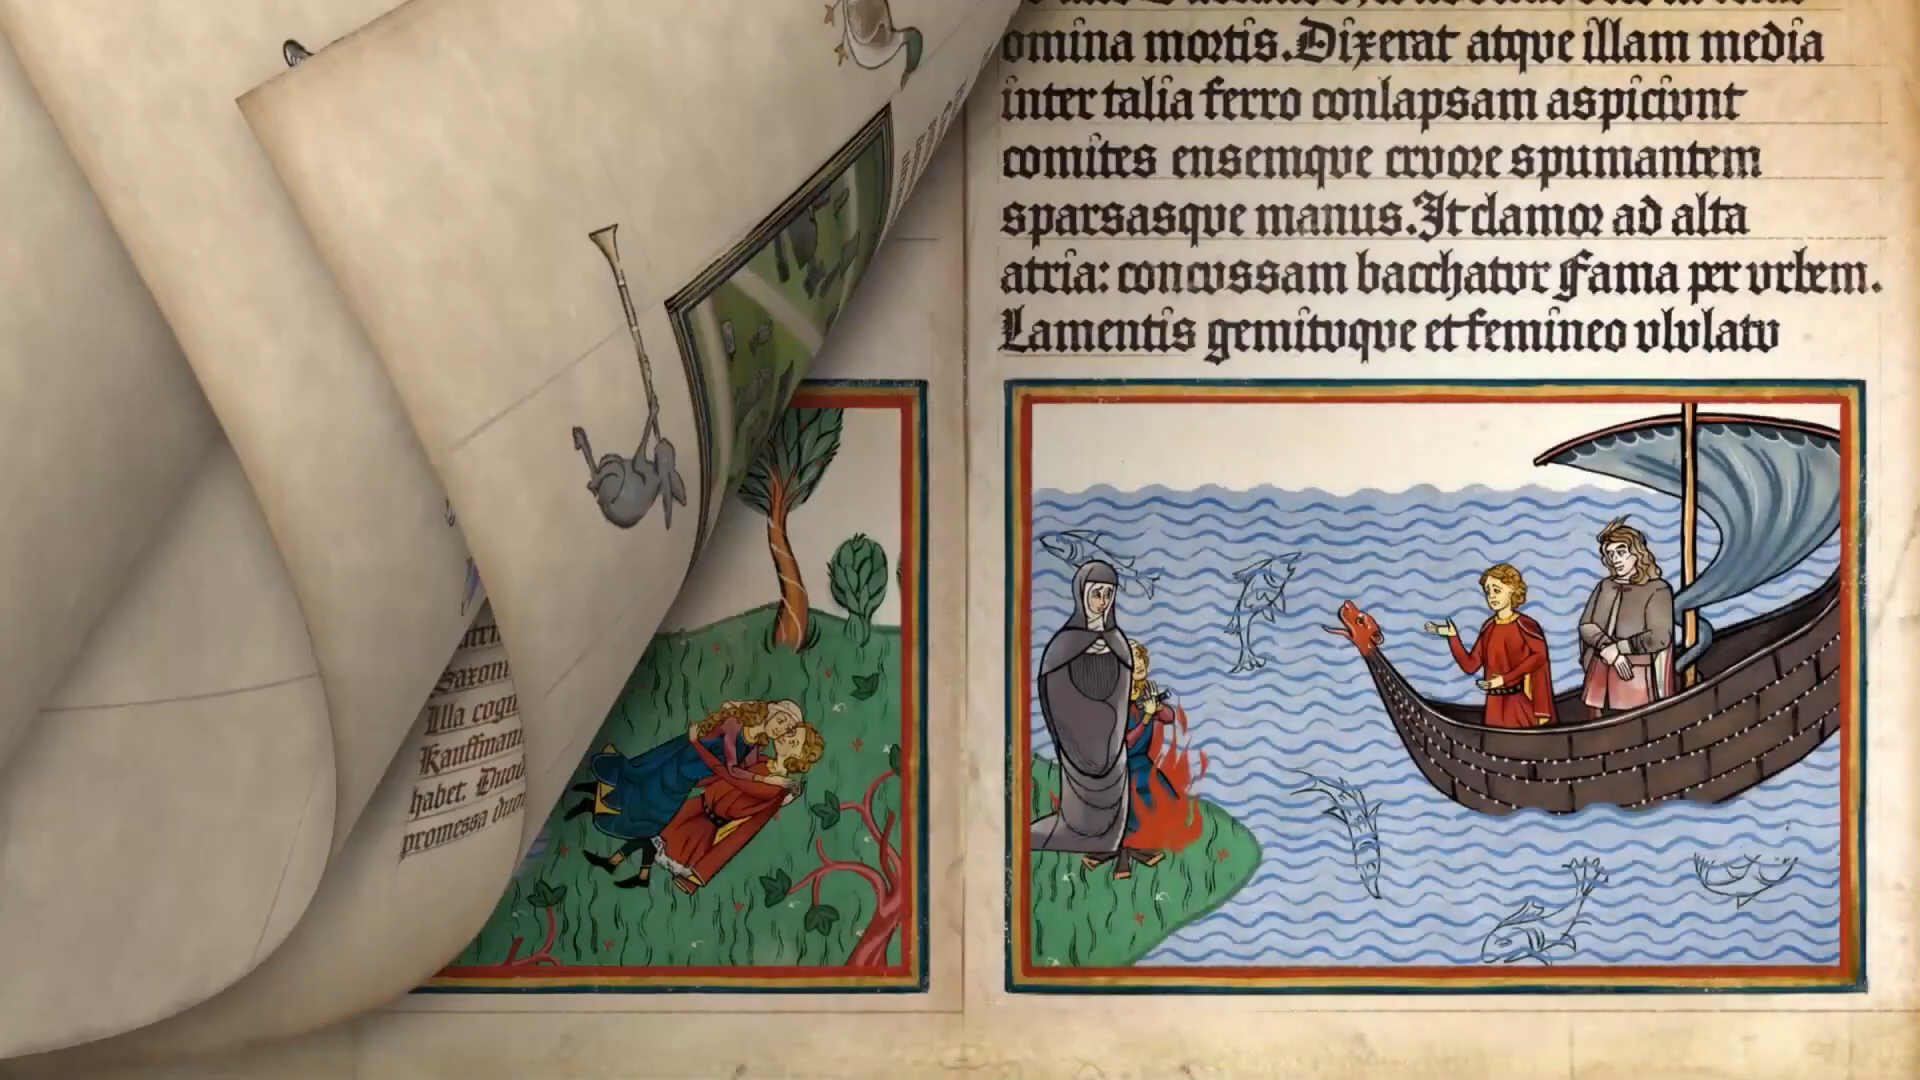 Saxoni
Illa cogn
Kauffman
habet. Duod
promessa duo
omina mortis. Dixerat atque illam media
inter talia ferro conlapsam aspiciunt
comites ensemque cruore spumantem
sparsasque manus. It clamor ad alta
atria: concussam bacchatur Fama per urbem.
Lamentis gemituque et femineo ululatu